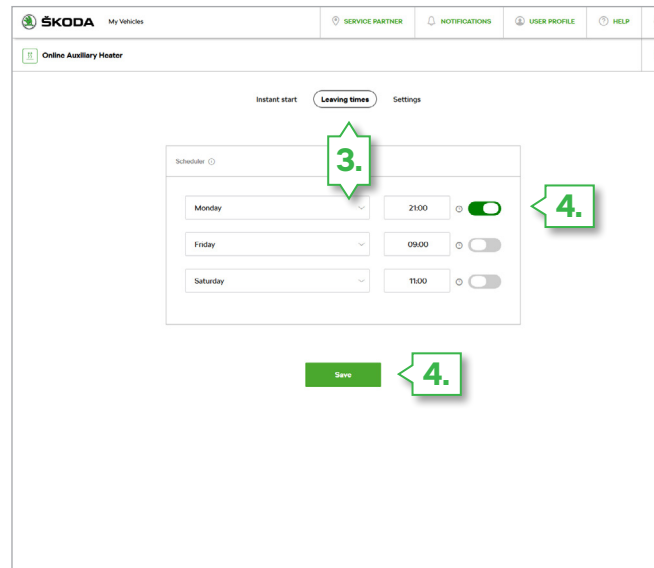 ŠKODA My Vehicles SERVICE PARTNER NOTIFICATIONS USER PROFILE HELP
Online Auxiliary Heater
Instant start Leaving times Settings
3.
Scheduler
Monday 21:00
4.
Friday 09:00
Saturday 11:00
Save
4.